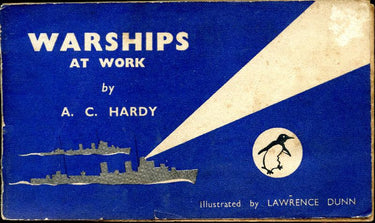 WARSHIPS
AT WORK
by
A. C. HARDY
illustrated by LAWRENCE DUNN